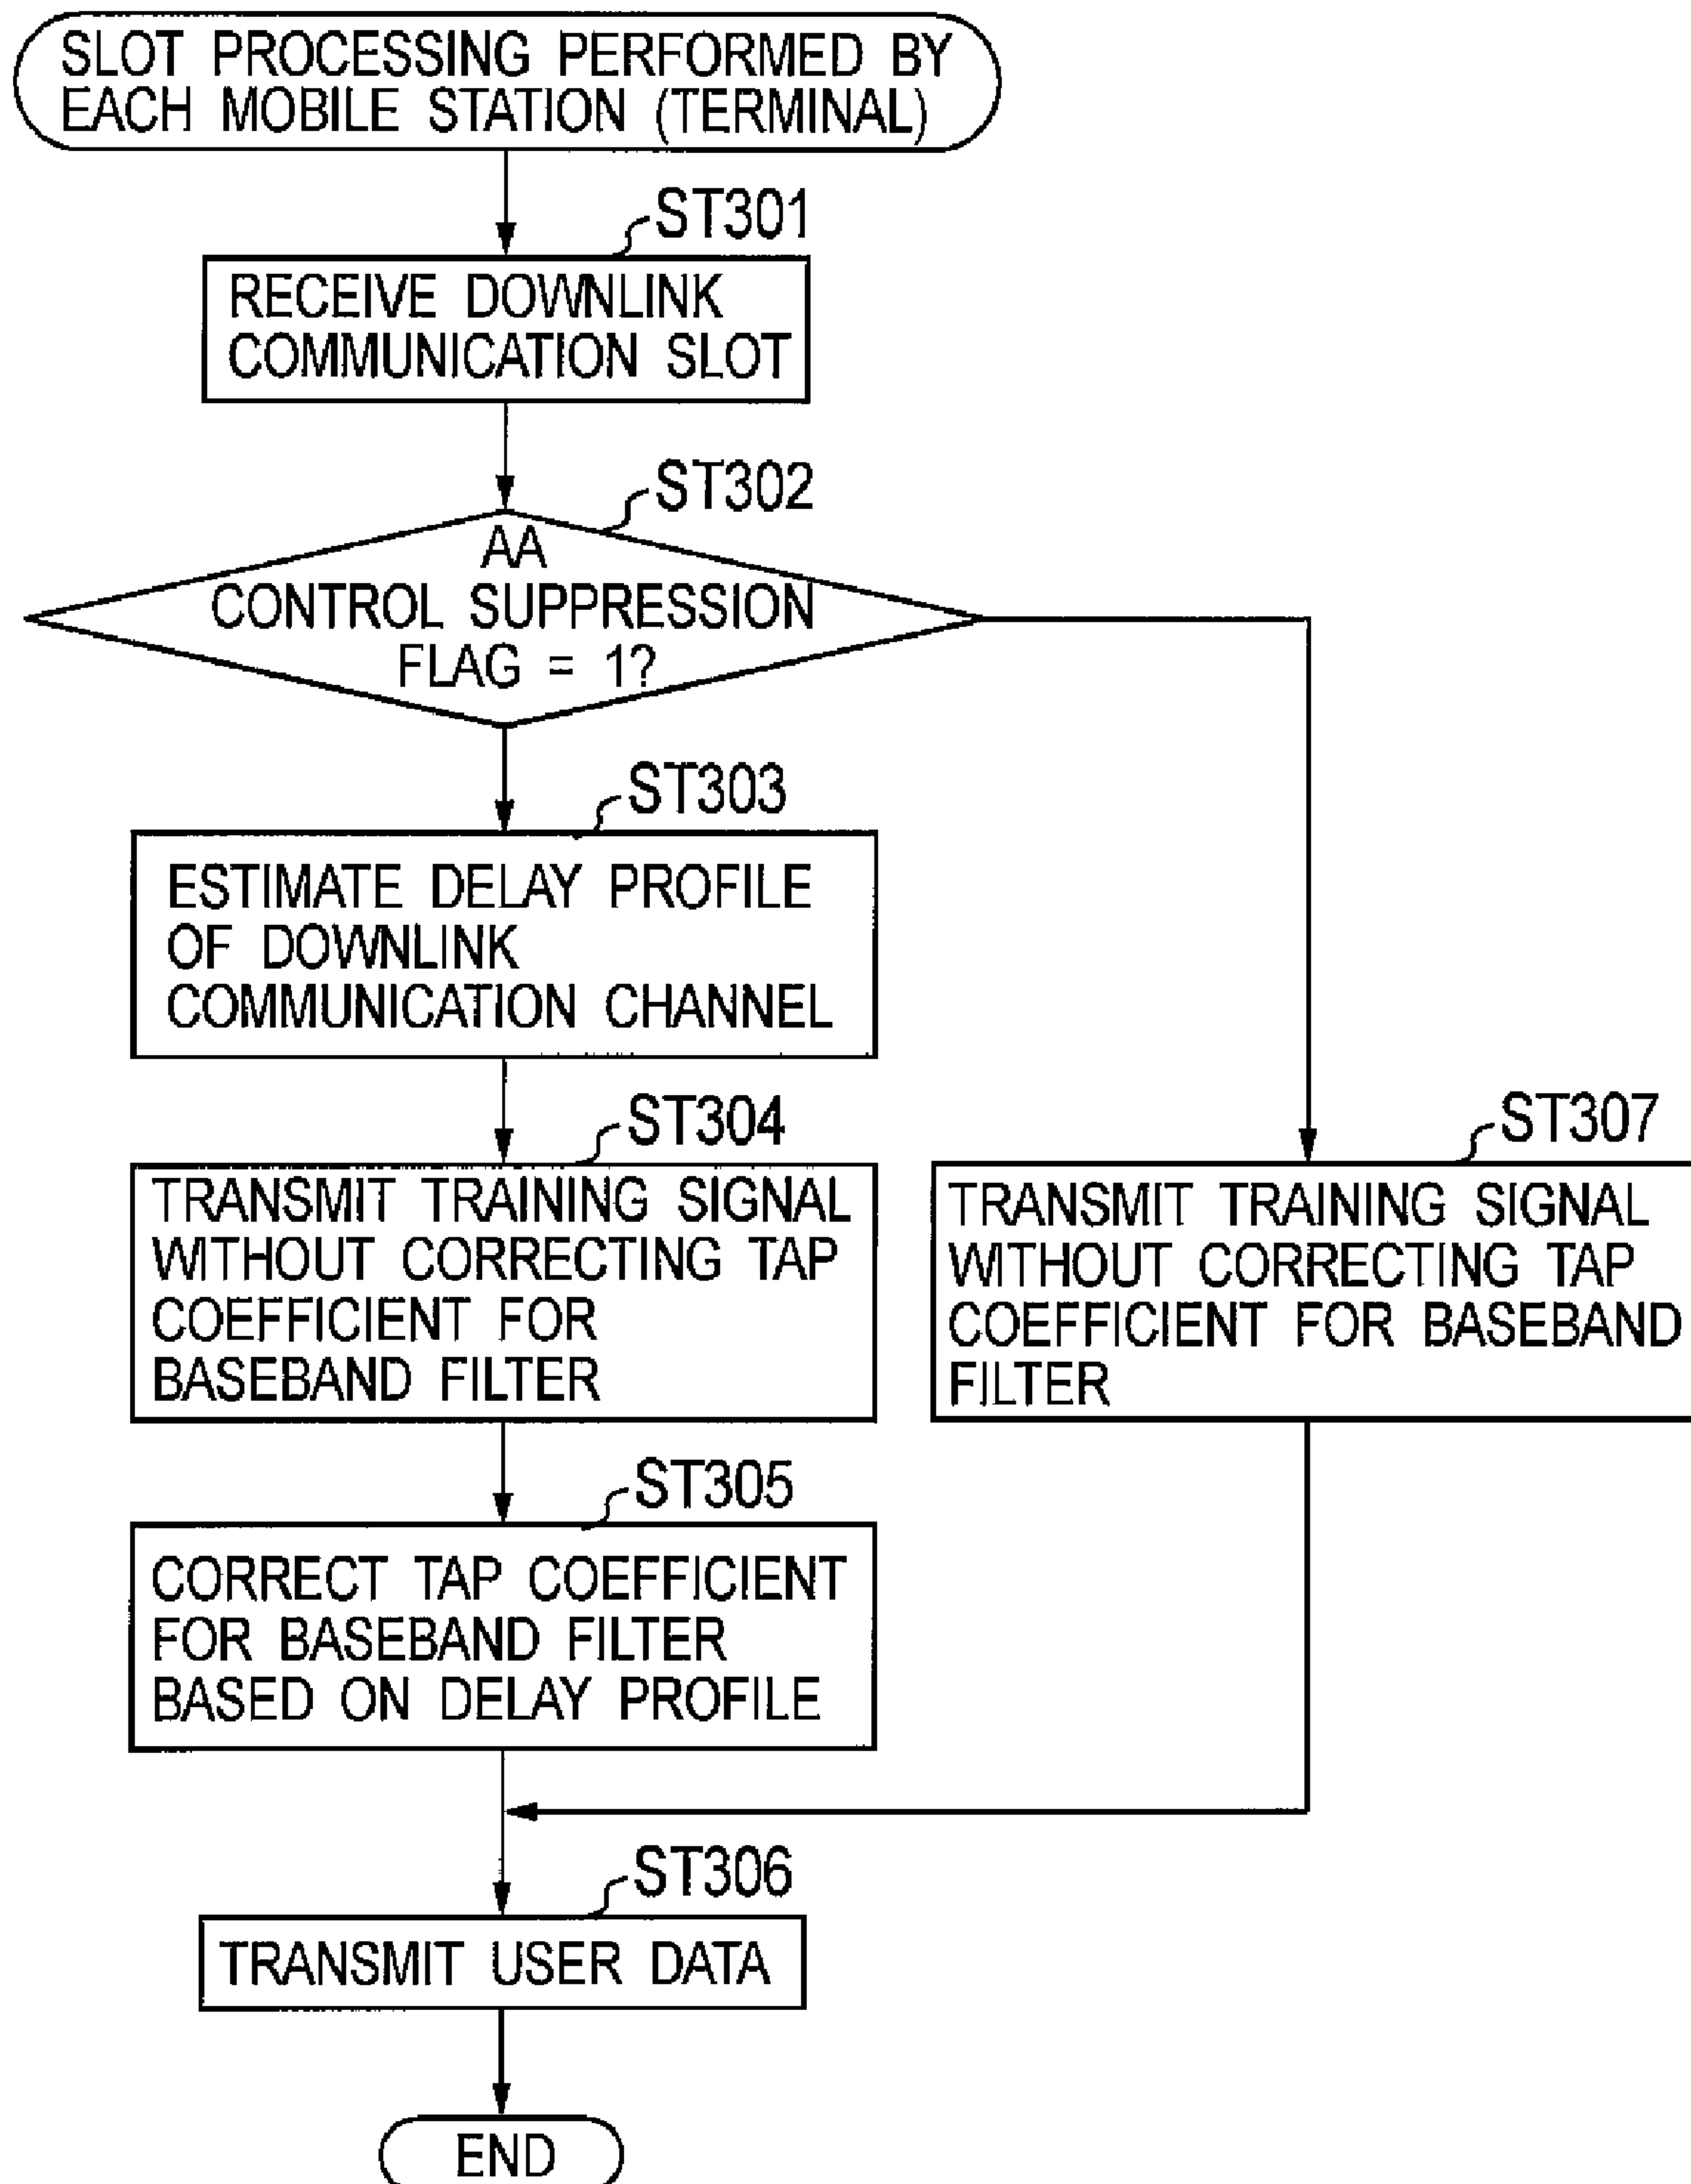 SLOT PROCESSING PERFORMED BY
EACH MOBILE STATION (TERMINAL)
ST301
RECEIVE DOWNLINK
COMMUNICATION SLOT
ST302
AA
CONTROL SUPPRESSION
FLAG = 1?
ST303
ESTIMATE DELAY PROFILE
OF DOWNLINK
COMMUNICATION CHANNEL
ST304
TRANSMIT TRAINING SIGNAL
WITHOUT CORRECTING TAP
COEFFICIENT FOR
BASEBAND FILTER
ST307
TRANSMIT TRAINING SIGNAL
WITHOUT CORRECTING TAP
COEFFICIENT FOR BASEBAND
FILTER
ST305
CORRECT TAP COEFFICIENT
FOR BASEBAND FILTER
BASED ON DELAY PROFILE
ST306
TRANSMIT USER DATA
END